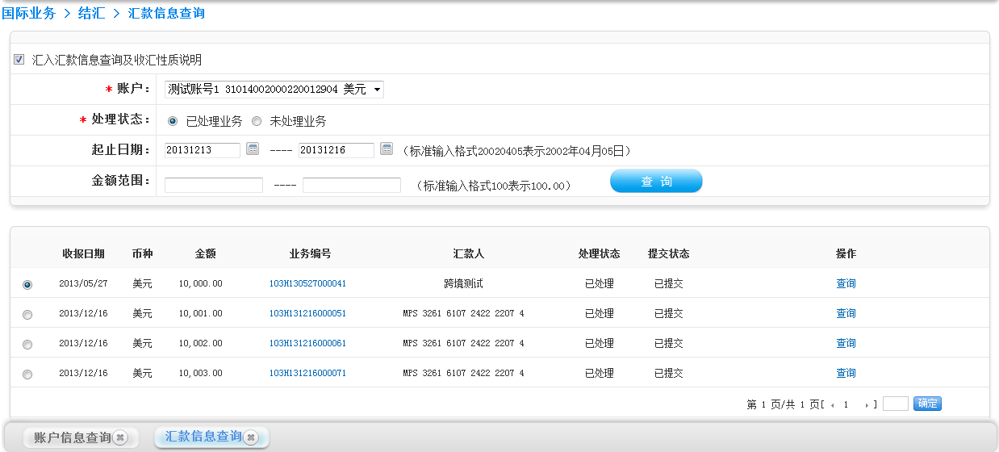 国际业务 > 结汇 > 汇款信息查询
汇入汇款信息查询及收汇性质说明
* 账户： 测试账号1 31014002000220012904 美元
* 处理状态： 已处理业务 未处理业务
起止日期： 20131213 ---- 20131216 （标准输入格式20020405表示2002年04月05日）
金额范围： ---- （标准输入格式100表示100.00） 查 询
收报日期 币种 金额 业务编号 汇款人 处理状态 提交状态 操作
2013/05/27 美元 10,000.00 103H130527000041 跨境测试 已处理 已提交 查询
2013/12/16 美元 10,001.00 103H131216000051 MPS 3261 6107 2422 2207 4 已处理 已提交 查询
2013/12/16 美元 10,002.00 103H131216000061 MPS 3261 6107 2422 2207 4 已处理 已提交 查询
2013/12/16 美元 10,003.00 103H131216000071 MPS 3261 6107 2422 2207 4 已处理 已提交 查询
第 1 页/共 1 页[ 1 ] 确定
账户信息查询 汇款信息查询